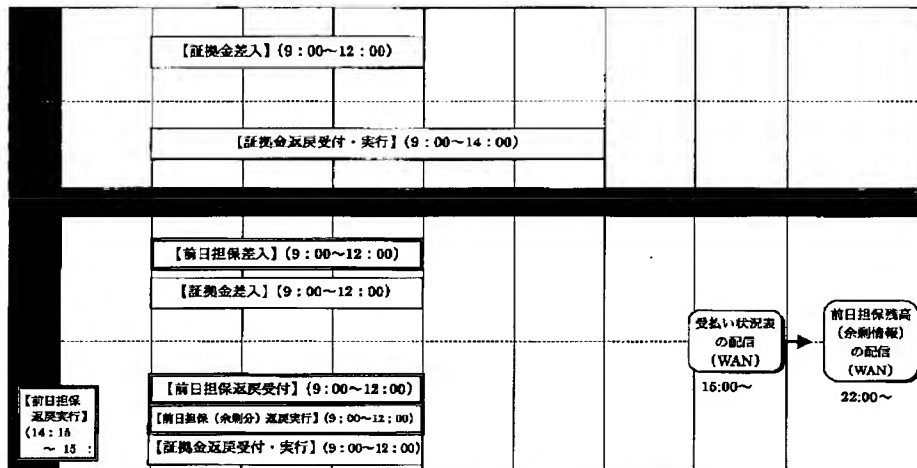 【証拠金差入】（9：00～12：00）
【証拠金返戻受付・実行】（9：00～14：00）
【前日担保差入】（9：00～12：00）
【証拠金差入】（9：00～12：00）
受払い状況表
の配信
（WAN）
15:00～
前日担保残高
（余剰情報）
の配信
（WAN）
22:00～
【前日担保返戻受付】（9:00～12:00）
【前日担保（余剰分）返戻実行】（9：00～12：00）
【証拠金返戻受付・実行】（9：00～12：00）
【前日担保
返戻実行】
（14：15
～ 15 :